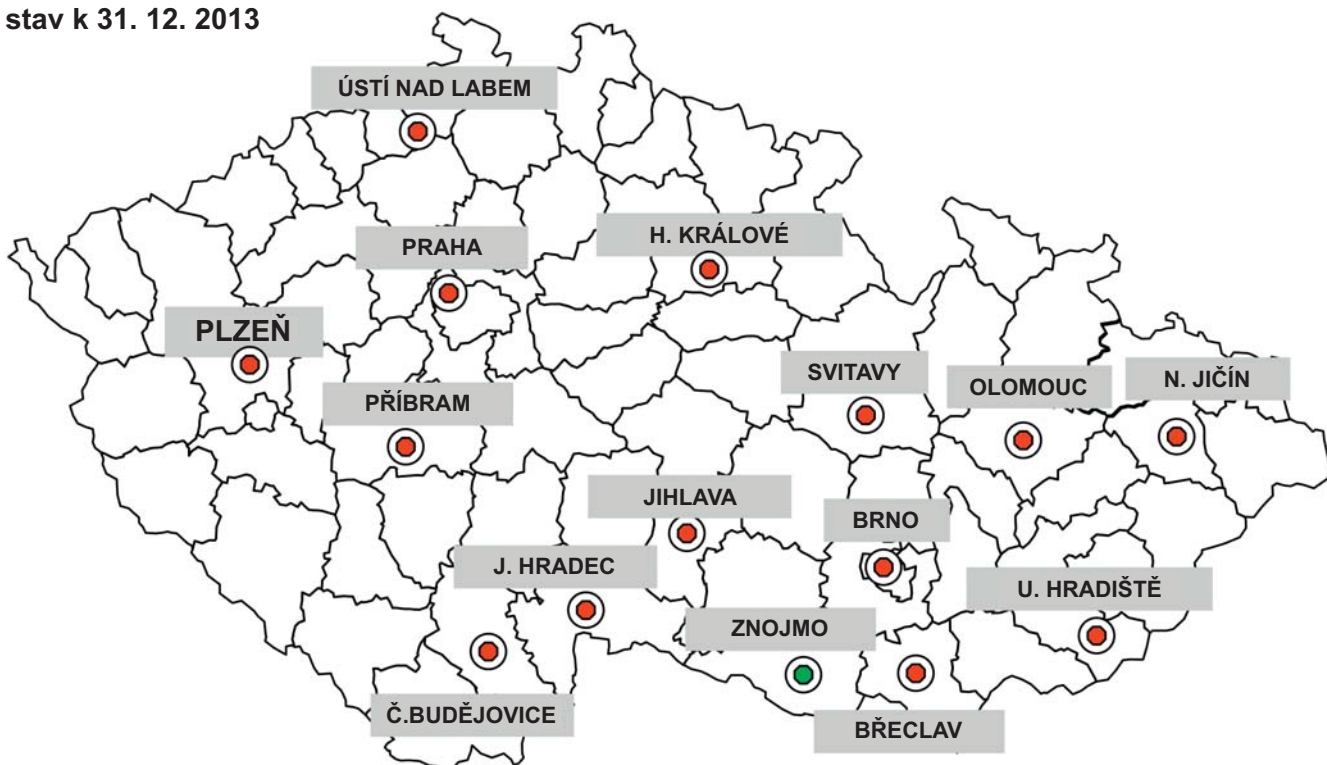 stav k 31. 12. 2013
ÚSTÍ NAD LABEM
H. KRÁLOVÉ
PRAHA
PLZEŇ
SVITAVY
OLOMOUC
N. JIČÍN
PŘÍBRAM
JIHLAVA
BRNO
J. HRADEC
U. HRADIŠTĚ
ZNOJMO
Č.BUDĚJOVICE
BŘECLAV